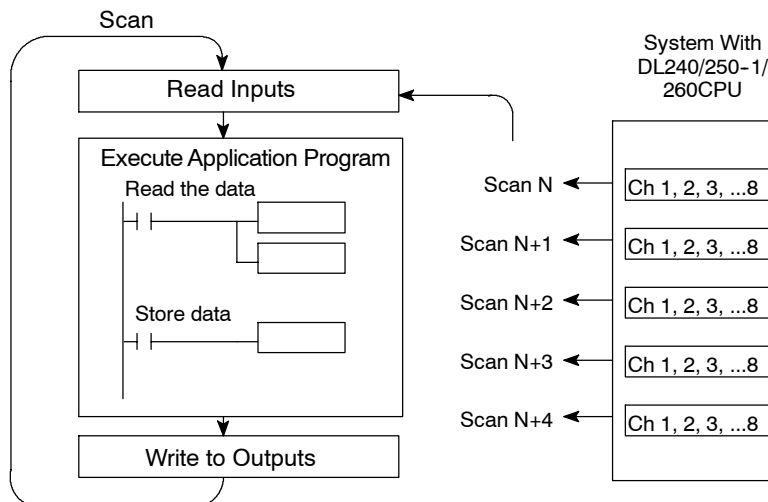 Scan
Read Inputs
Execute Application Program
Read the data
Store data
Write to Outputs
System With
DL240/250-1/
260CPU
Scan N
Ch 1, 2, 3, ...8
Scan N+1
Ch 1, 2, 3, ...8
Scan N+2
Ch 1, 2, 3, ...8
Scan N+3
Ch 1, 2, 3, ...8
Scan N+4
Ch 1, 2, 3, ...8